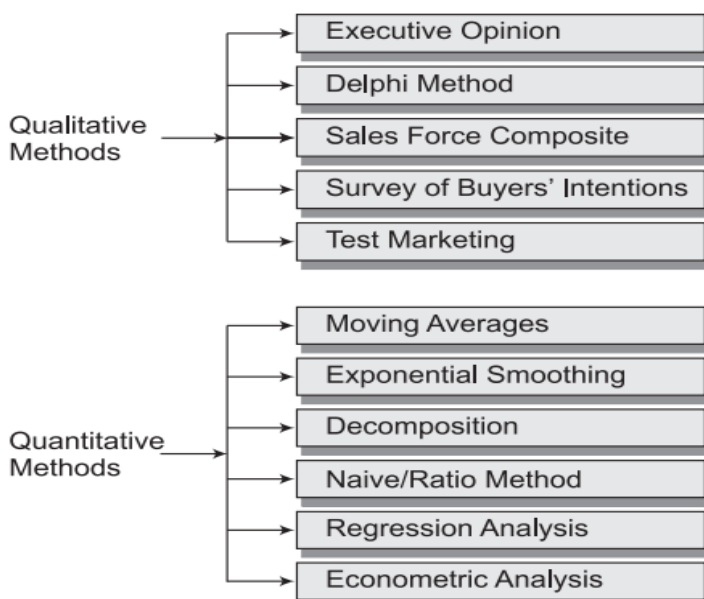 Executive Opinion
Delphi Method
Qualitative
Methods
Sales Force Composite
Survey of Buyers’ Intentions
Test Marketing
Moving Averages
Exponential Smoothing
Decomposition
Quantitative
Methods
Naive/Ratio Method
Regression Analysis
Econometric Analysis